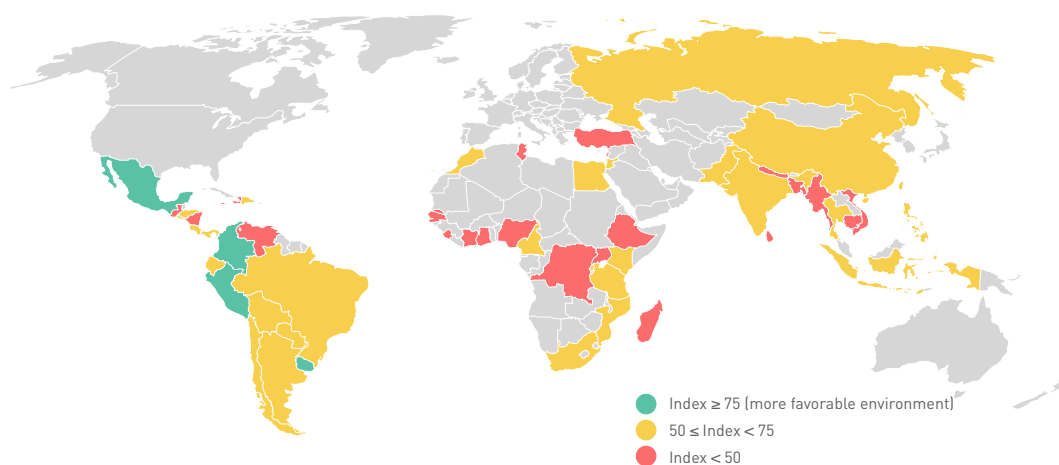 Index ≥ 75 (more favorable environment)
50 ≤ Index < 75
Index < 50